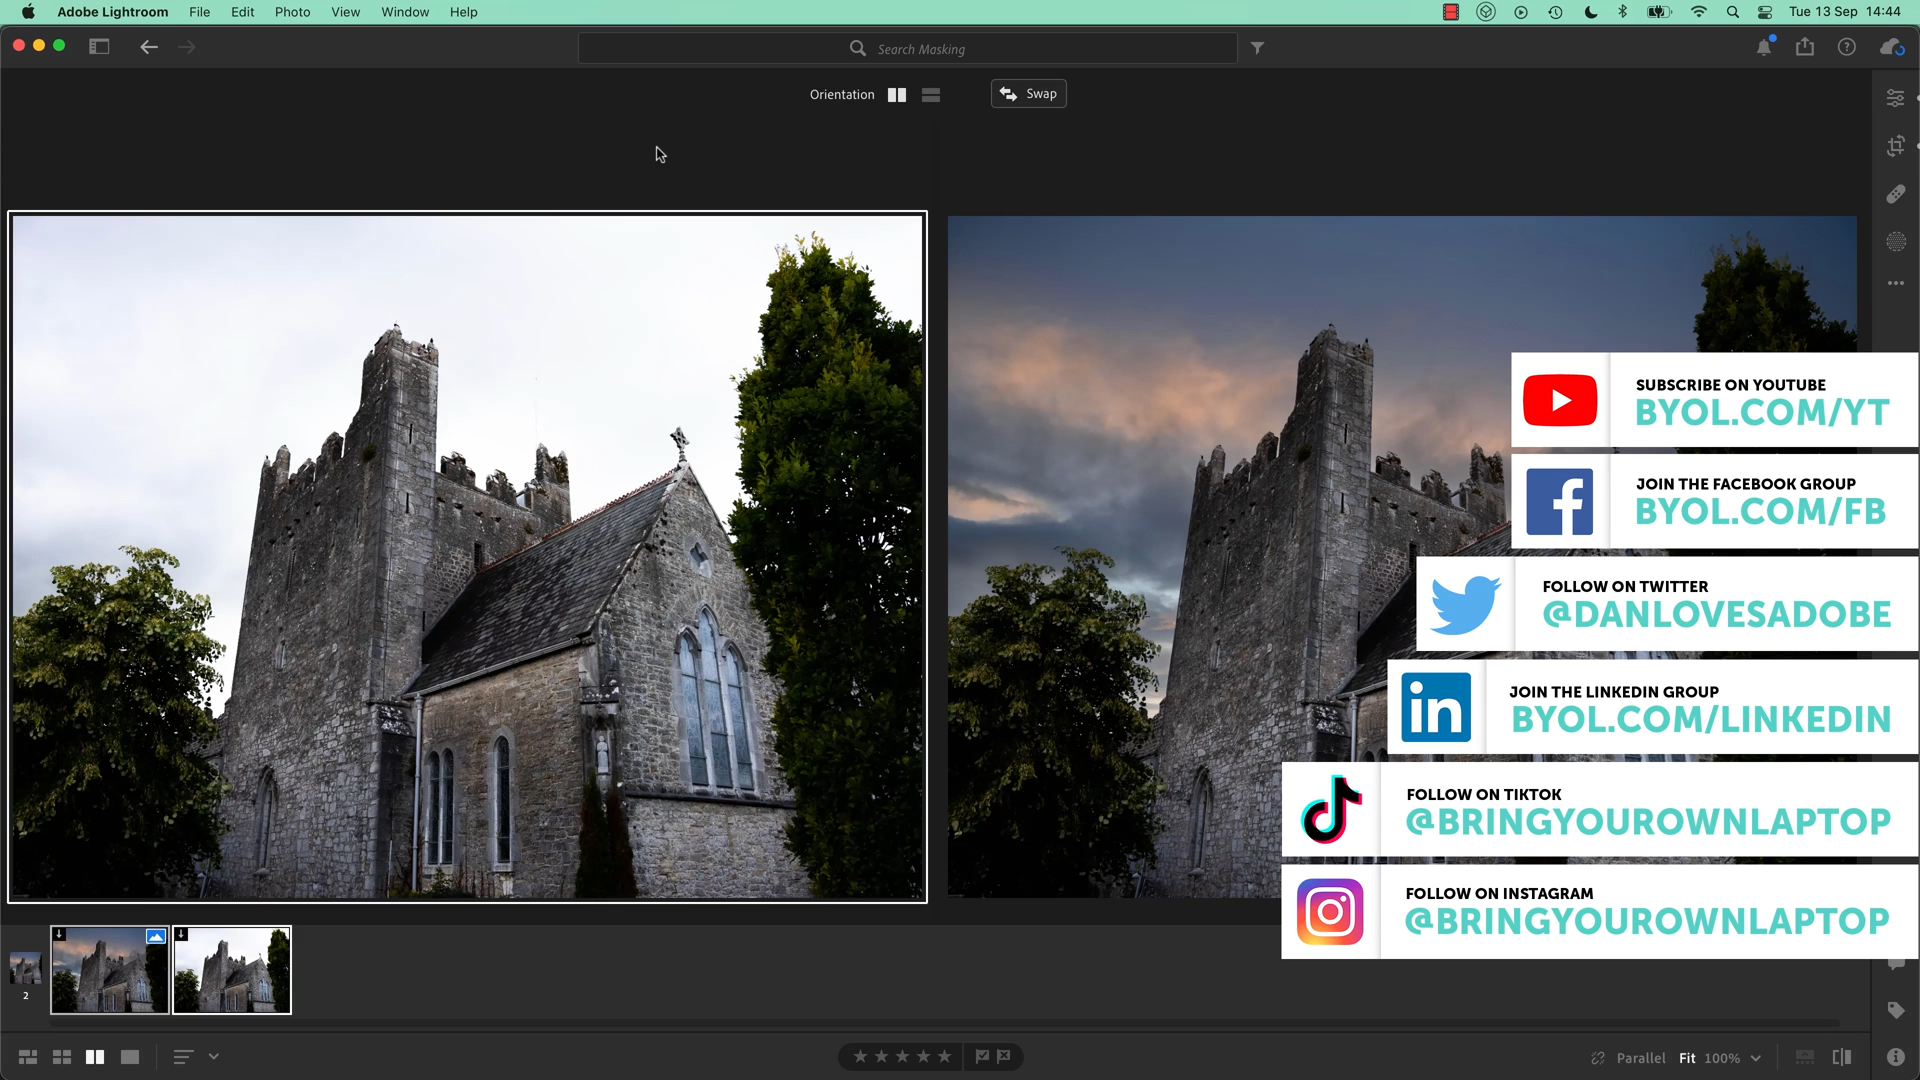 Adobe Lightroom File Edit Photo View Window Help Tue 13 Sep 14:44
Search Masking
Orientation Swap
SUBSCRIBE ON YOUTUBE
BYOL.COM/YT
JOIN THE FACEBOOK GROUP
BYOL.COM/FB
FOLLOW ON TWITTER
@DANLOVESADOBE
JOIN THE LINKEDIN GROUP
BYOL.COM/LINKEDIN
FOLLOW ON TIKTOK
@BRINGYOUROWNLAPTOP
FOLLOW ON INSTAGRAM
@BRINGYOUROWNLAPTOP
2
Parallel Fit 100%